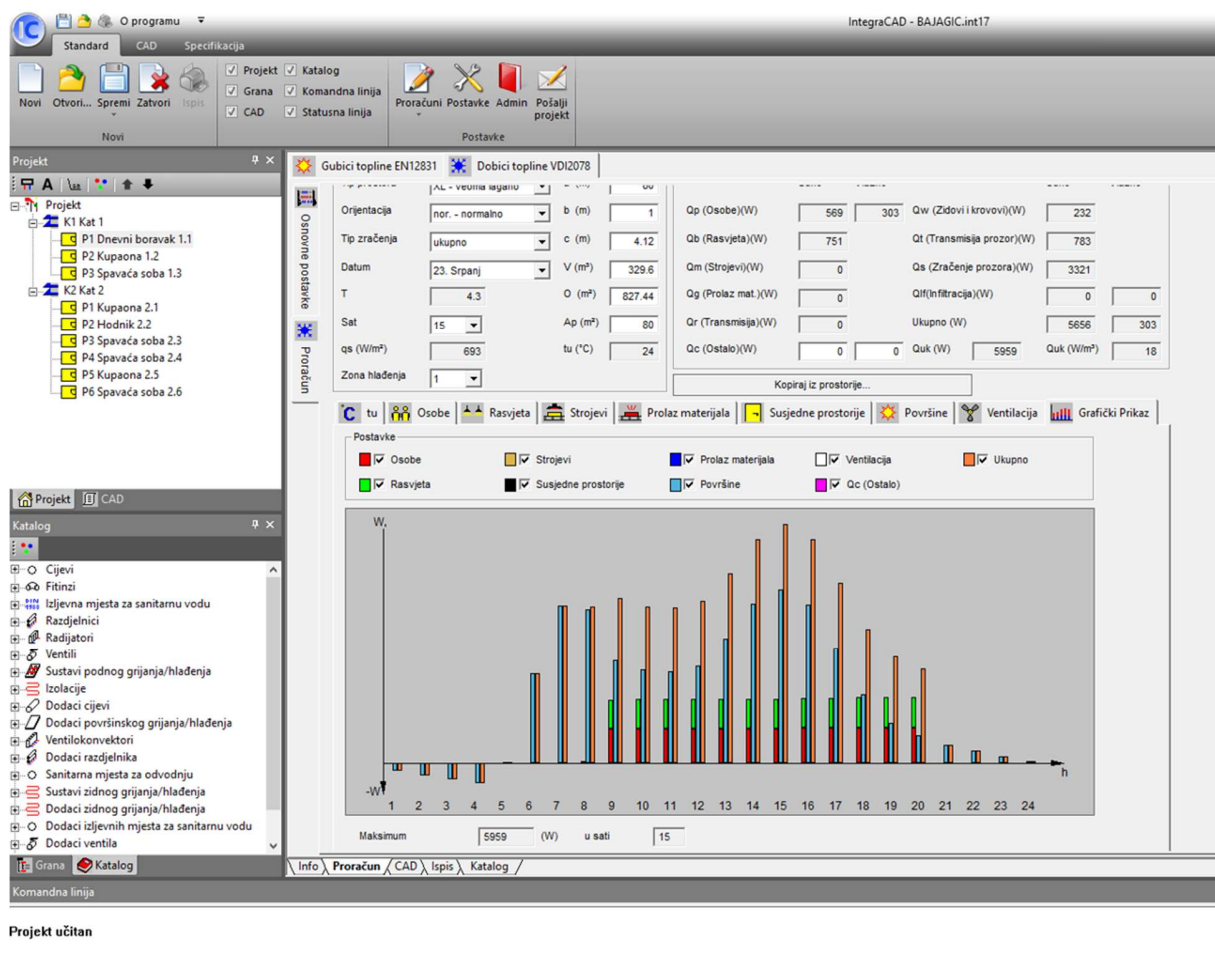 O programu
IntegraCAD - BAJAGIC.int17
Standard CAD Specifikacija
Novi Otvori... Spremi Zatvori Ispis
Projekt Katalog
Grana Komandna linija
CAD Statusna linija
Proračuni Postavke Admin Pošalji projekt
Novi
Postavke
Projekt
A
Projekt
K1 Kat 1
P1 Dnevni boravak 1.1
P2 Kupaona 1.2
P3 Spavaća soba 1.3
K2 Kat 2
P1 Kupaona 2.1
P2 Hodnik 2.2
P3 Spavaća soba 2.3
P4 Spavaća soba 2.4
P5 Kupaona 2.5
P6 Spavaća soba 2.6
Projekt CAD
Katalog
Cijevi
Fitinzi
Izljevna mjesta za sanitarnu vodu
Razdjelnici
Radijatori
Ventili
Sustavi podnog grijanja/hlađenja
Izolacije
Dodaci cijevi
Dodaci površinskog grijanja/hlađenja
Ventilokonvektori
Dodaci razdjelnika
Sanitarna mjesta za odvodnju
Sustavi zidnog grijanja/hlađenja
Dodaci zidnog grijanja/hlađenja
Dodaci izljevnih mjesta za sanitarnu vodu
Dodaci ventila
Grana Katalog
Gubici topline EN12831 Dobici topline VDI2078
Osnovne postavke
Proračun
XL - veoma lagano 80
Orijentacija nor. - normalno b (m) 1 Qp (Osobe)(W) 569 303 Qw (Zidovi i krovovi)(W) 232
Tip zračenja ukupno c (m) 4.12 Qb (Rasvjeta)(W) 751 Qt (Transmisija prozor)(W) 783
Datum 23. Srpanj V (m³) 329.6 Qm (Strojevi)(W) 0 Qs (Zračenje prozora)(W) 3321
T 4.3 O (m²) 827.44 Qg (Prolaz mat.)(W) 0 Qlf(Infiltracija)(W) 0 0
Sat 15 Ap (m²) 80 Qr (Transmisija)(W) 0 Ukupno (W) 5656 303
qs (W/m²) 693 tu (°C) 24 Qc (Ostalo)(W) 0 0 Quk (W) 5959 Quk (W/m²) 18
Zona hlađenja 1
Kopiraj iz prostorije...
°C tu Osobe Rasvjeta Strojevi Prolaz materijala Susjedne prostorije Površine Ventilacija Grafički Prikaz
Postavke
Osobe Strojevi Prolaz materijala Ventilacija Ukupno
Rasvjeta Susjedne prostorije Površine Qc (Ostalo)
W
h
-W
1 2 3 4 5 6 7 8 9 10 11 12 13 14 15 16 17 18 19 20 21 22 23 24
Maksimum 5959 (W) u sati 15
Info Proračun CAD Ispis Katalog
Komandna linija
Projekt učitan